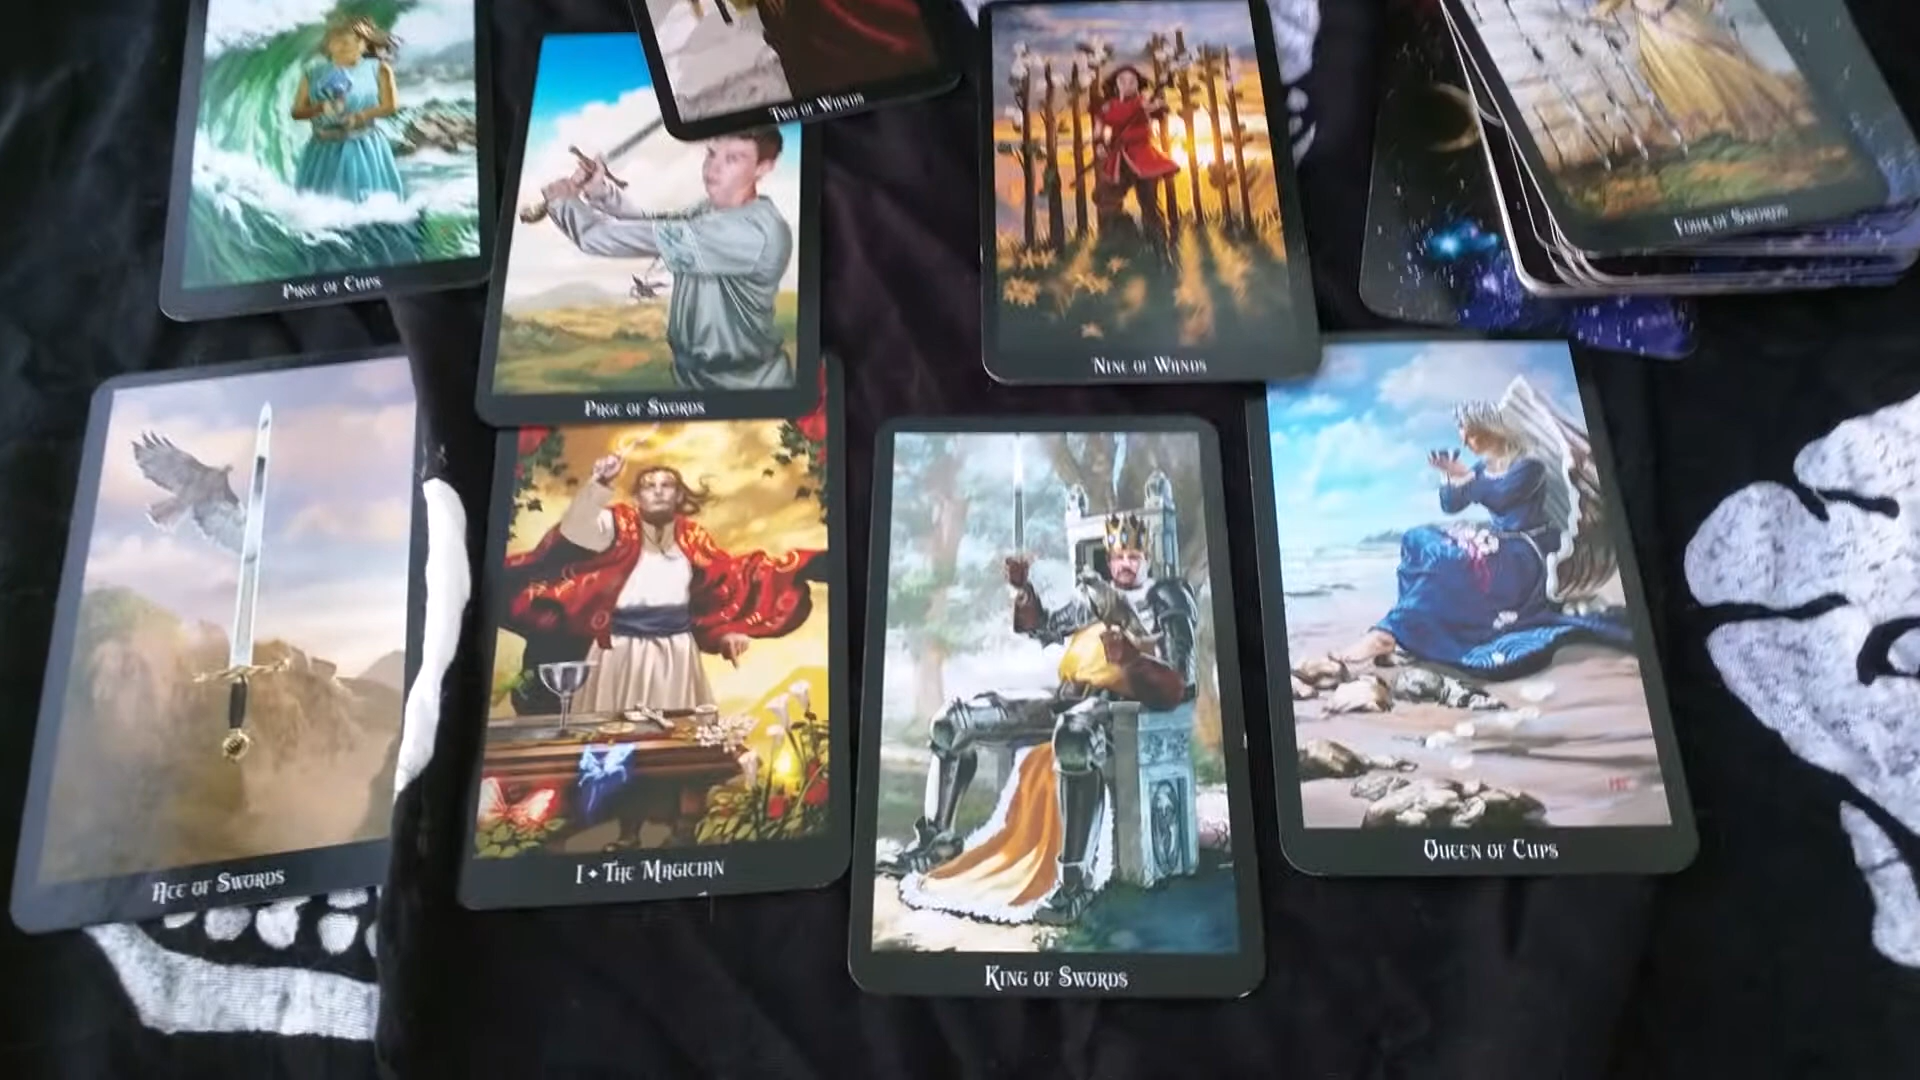 Two of Wands
Four of Swords
Page of Cups
Nine of Wands
Page of Swords
Ace of Swords
I ♦ The Magician
King of Swords
Queen of Cups